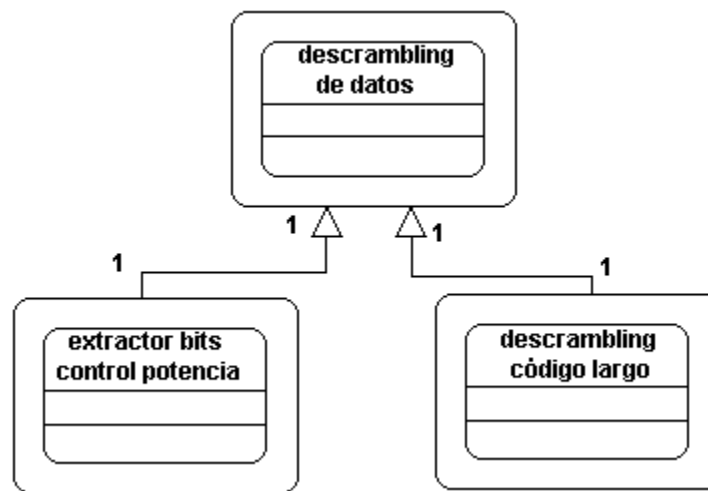 descrambling
de datos
1
1
1
1
extractor bits
control potencia
descrambling
código largo